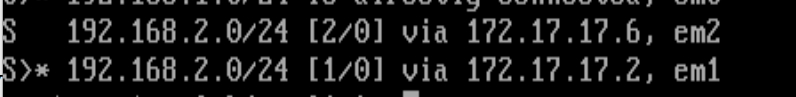 S   192.168.2.0/24 [2/0] via 172.17.17.6, em2
S>* 192.168.2.0/24 [1/0] via 172.17.17.2, em1